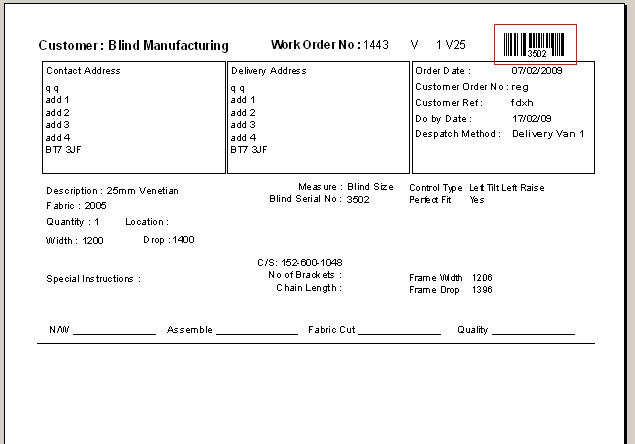 Customer : Blind Manufacturing Work Order No : 1443 V 1 V25
3502
Contact Address
q q
add 1
add 2
add 3
add 4
BT7 3JF
Delivery Address
q q
add 1
add 2
add 3
add 4
BT7 3JF
Order Date : 07/02/2009
Customer Order No : reg
Customer Ref : fdxh
Do by Date : 17/02/09
Despatch Method : Delivery Van 1
Description : 25mm Venetian
Fabric : 2005
Quantity : 1 Location :
Width : 1200 Drop : 1400
Measure : Blind Size
Blind Serial No : 3502
Control Type Left Tilt Left Raise
Perfect Fit Yes
Special Instructions :
C/S: 152-600-1048
No of Brackets :
Chain Length :
Frame Width 1206
Frame Drop 1396
N/W Assemble Fabric Cut Quality